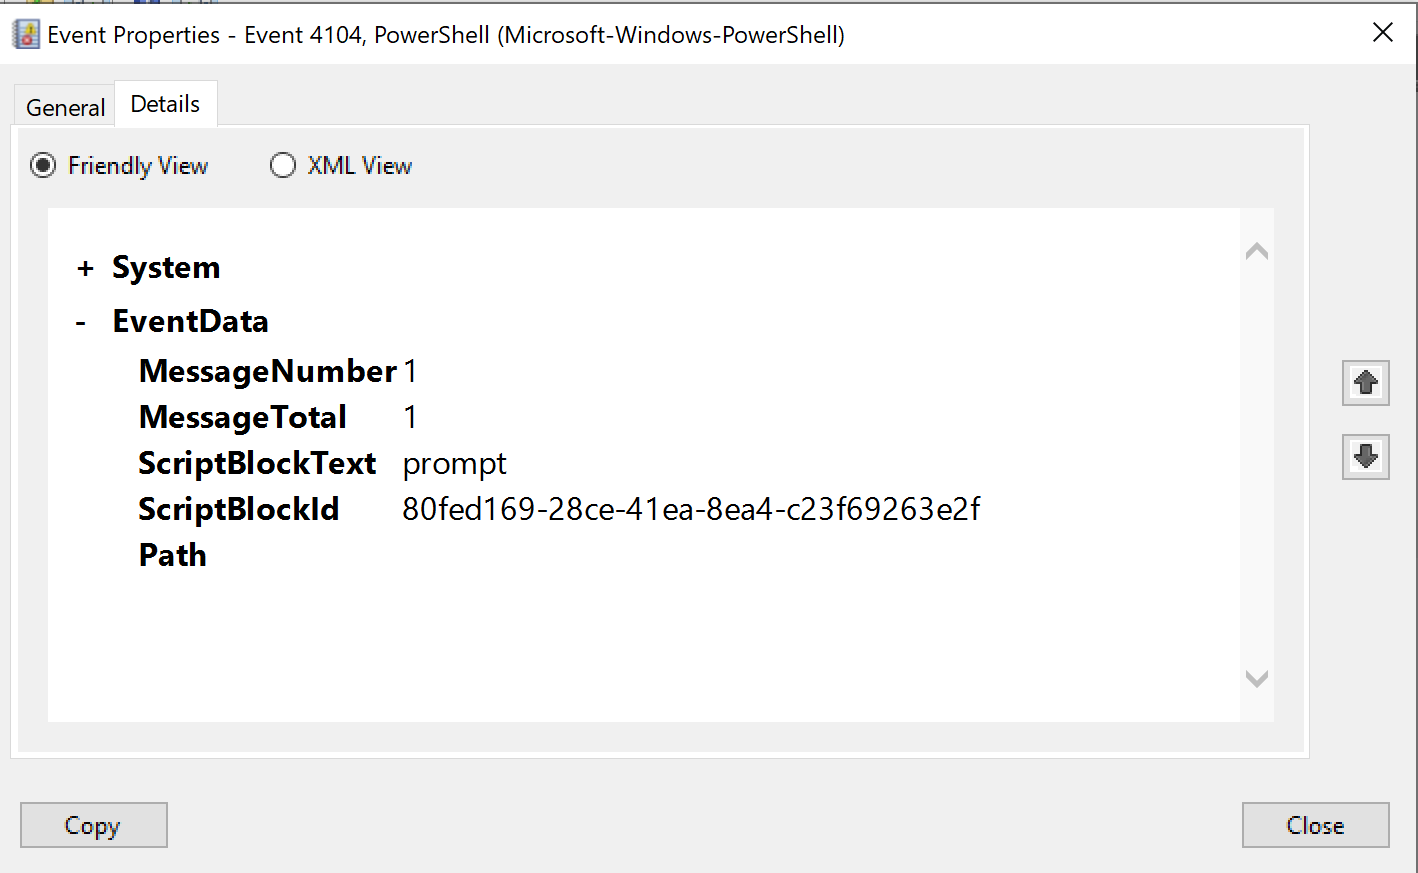 Event Properties - Event 4104, PowerShell (Microsoft-Windows-PowerShell)
General Details
Friendly View XML View
+ System
- EventData
MessageNumber 1
MessageTotal 1
ScriptBlockText prompt
ScriptBlockId 80fed169-28ce-41ea-8ea4-c23f69263e2f
Path
Copy Close